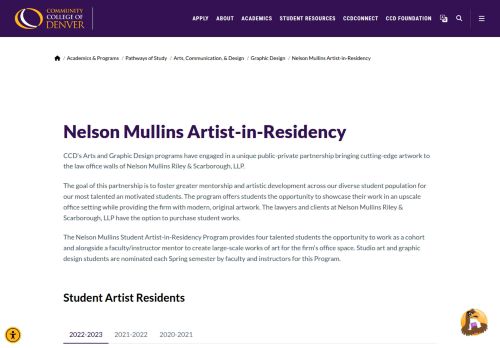 COMMUNITY
COLLEGE OF
DENVER
APPLY ABOUT ACADEMICS STUDENT RESOURCES CCDCONNECT CCD FOUNDATION
/ Academics & Programs / Pathways of Study / Arts, Communication, & Design / Graphic Design / Nelson Mullins Artist-in-Residency
Nelson Mullins Artist-in-Residency
CCD's Arts and Graphic Design programs have engaged in a unique public-private partnership bringing cutting-edge artwork to
the law office walls of Nelson Mullins Riley & Scarborough, LLP.
The goal of this partnership is to foster greater mentorship and artistic development across our diverse student population for
our most talented an motivated students. The program offers students the opportunity to showcase their work in an upscale
office setting while providing the firm with modern, original artwork. The lawyers and clients at Nelson Mullins Riley &
Scarborough, LLP have the option to purchase student works.
The Nelson Mullins Student Artist-in-Residency Program provides four talented students the opportunity to work as a cohort
and alongside a faculty/instructor mentor to create large-scale works of art for the firm's office space. Studio art and graphic
design students are nominated each Spring semester by faculty and instructors for this Program.
Student Artist Residents
2022-2023 2021-2022 2020-2021